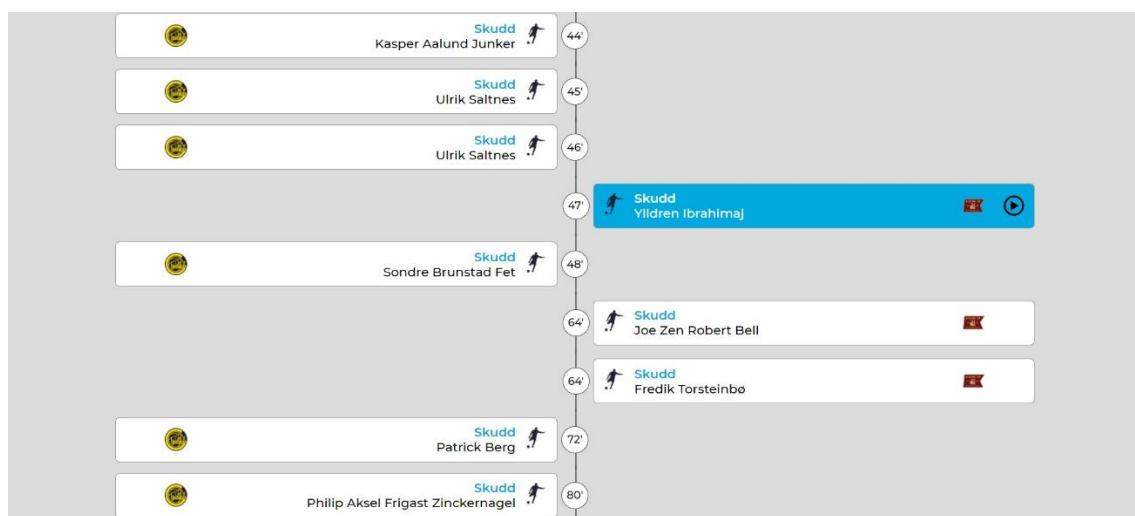 Skudd
Kasper Aalund Junker
44'
Skudd
Ulrik Saltnes
45'
Skudd
Ulrik Saltnes
46'
47'
Skudd
Ylldren Ibrahimaj
Skudd
Sondre Brunstad Fet
48'
64'
Skudd
Joe Zen Robert Bell
64'
Skudd
Fredik Torsteinbø
Skudd
Patrick Berg
72'
Skudd
Philip Aksel Frigast Zinckernagel
80'